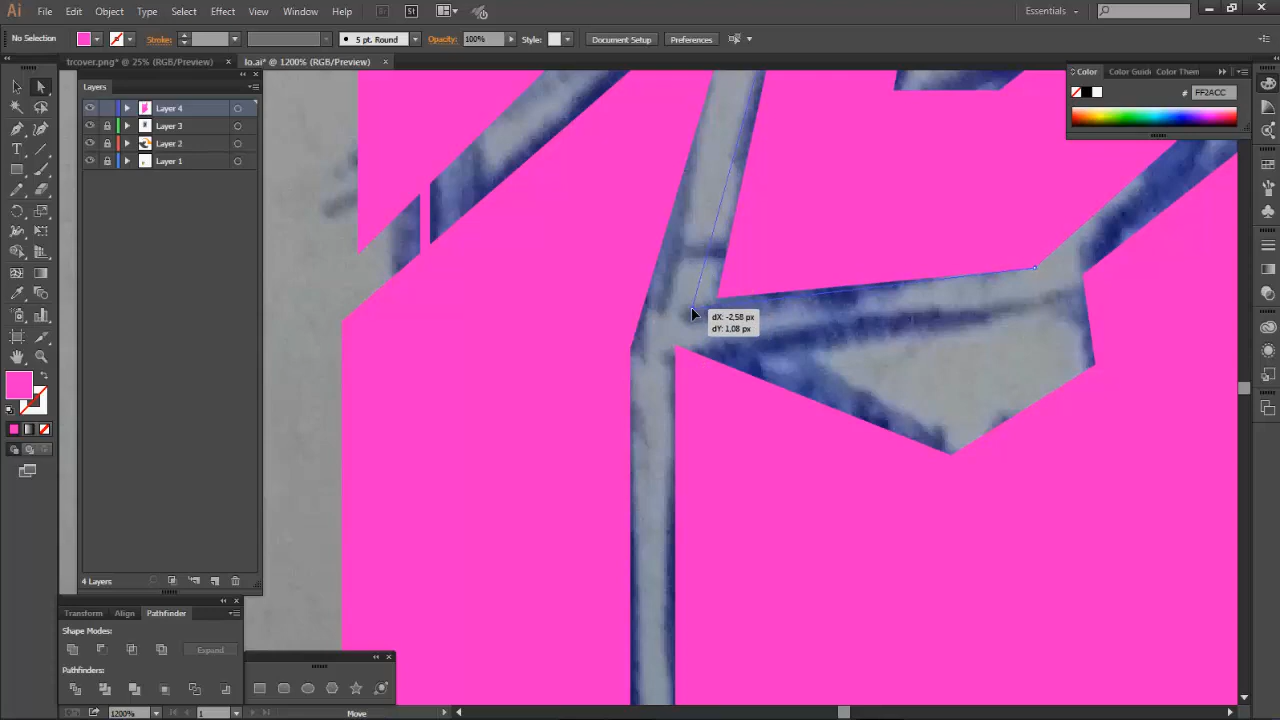 Ai File Edit Object Type Select Effect View Window Help Br St Essentials
No Selection Stroke: 5 pt. Round Opacity: 100% Style: Document Setup Preferences
trcover.png* @ 25% (RGB/Preview) × lo.ai* @ 1200% (RGB/Preview) ×
Layers
Color Color Guid Color Them
# FF2ACC
Layer 4
Layer 3
Layer 2
Layer 1
dX: -2,58 px
dY: 1,08 px
4 Layers
Transform Align Pathfinder
Shape Modes:
Expand
Pathfinders:
1200% 1 Move